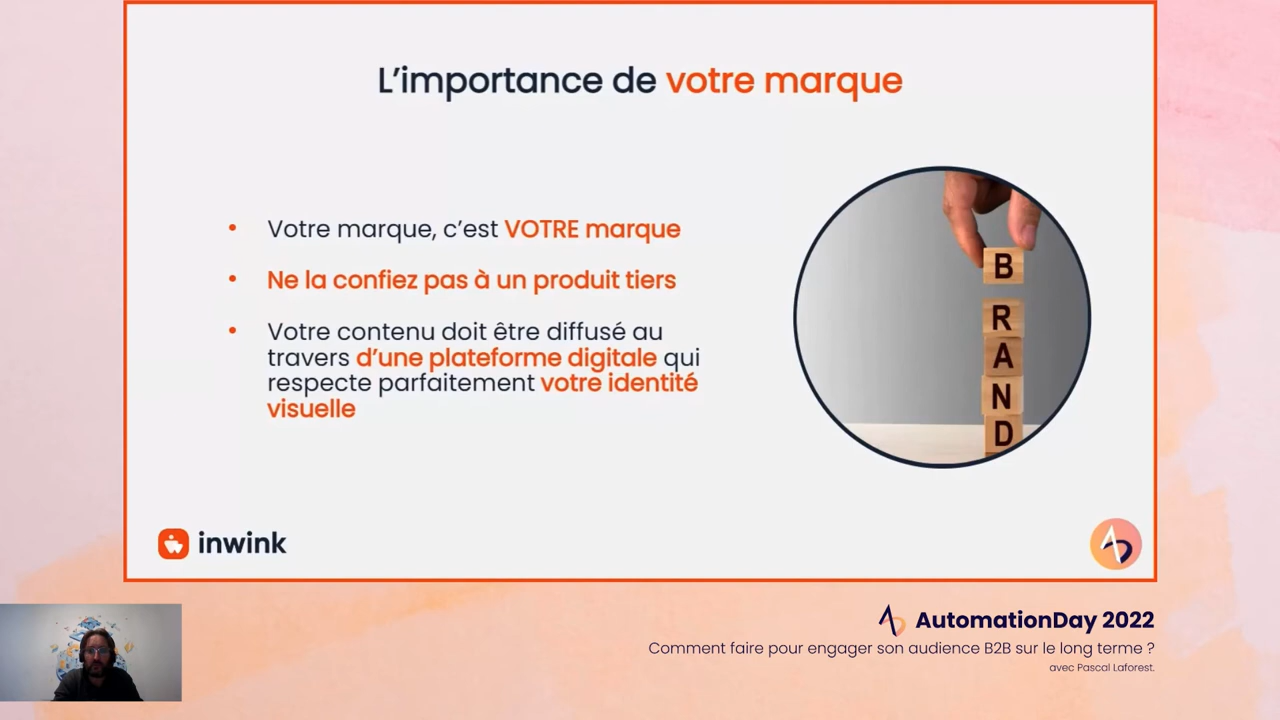 L'importance de votre marque
• Votre marque, c'est VOTRE marque
• Ne la confiez pas à un produit tiers
• Votre contenu doit être diffusé au
travers d'une plateforme digitale qui
respecte parfaitement votre identité
visuelle
B
R
A
N
D
inwink
AutomationDay 2022
Comment faire pour engager son audience B2B sur le long terme ?
avec Pascal Laforest.